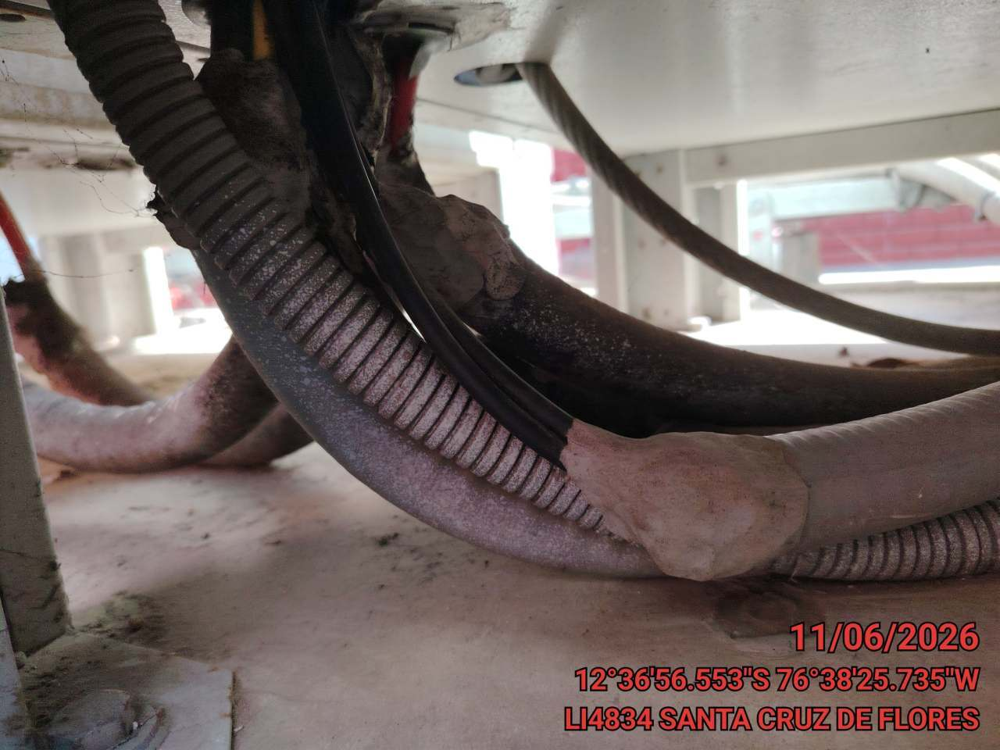 11/06/2026
12°36'56.553"S 76°38'25.735"W
LI4834 SANTA CRUZ DE FLORES